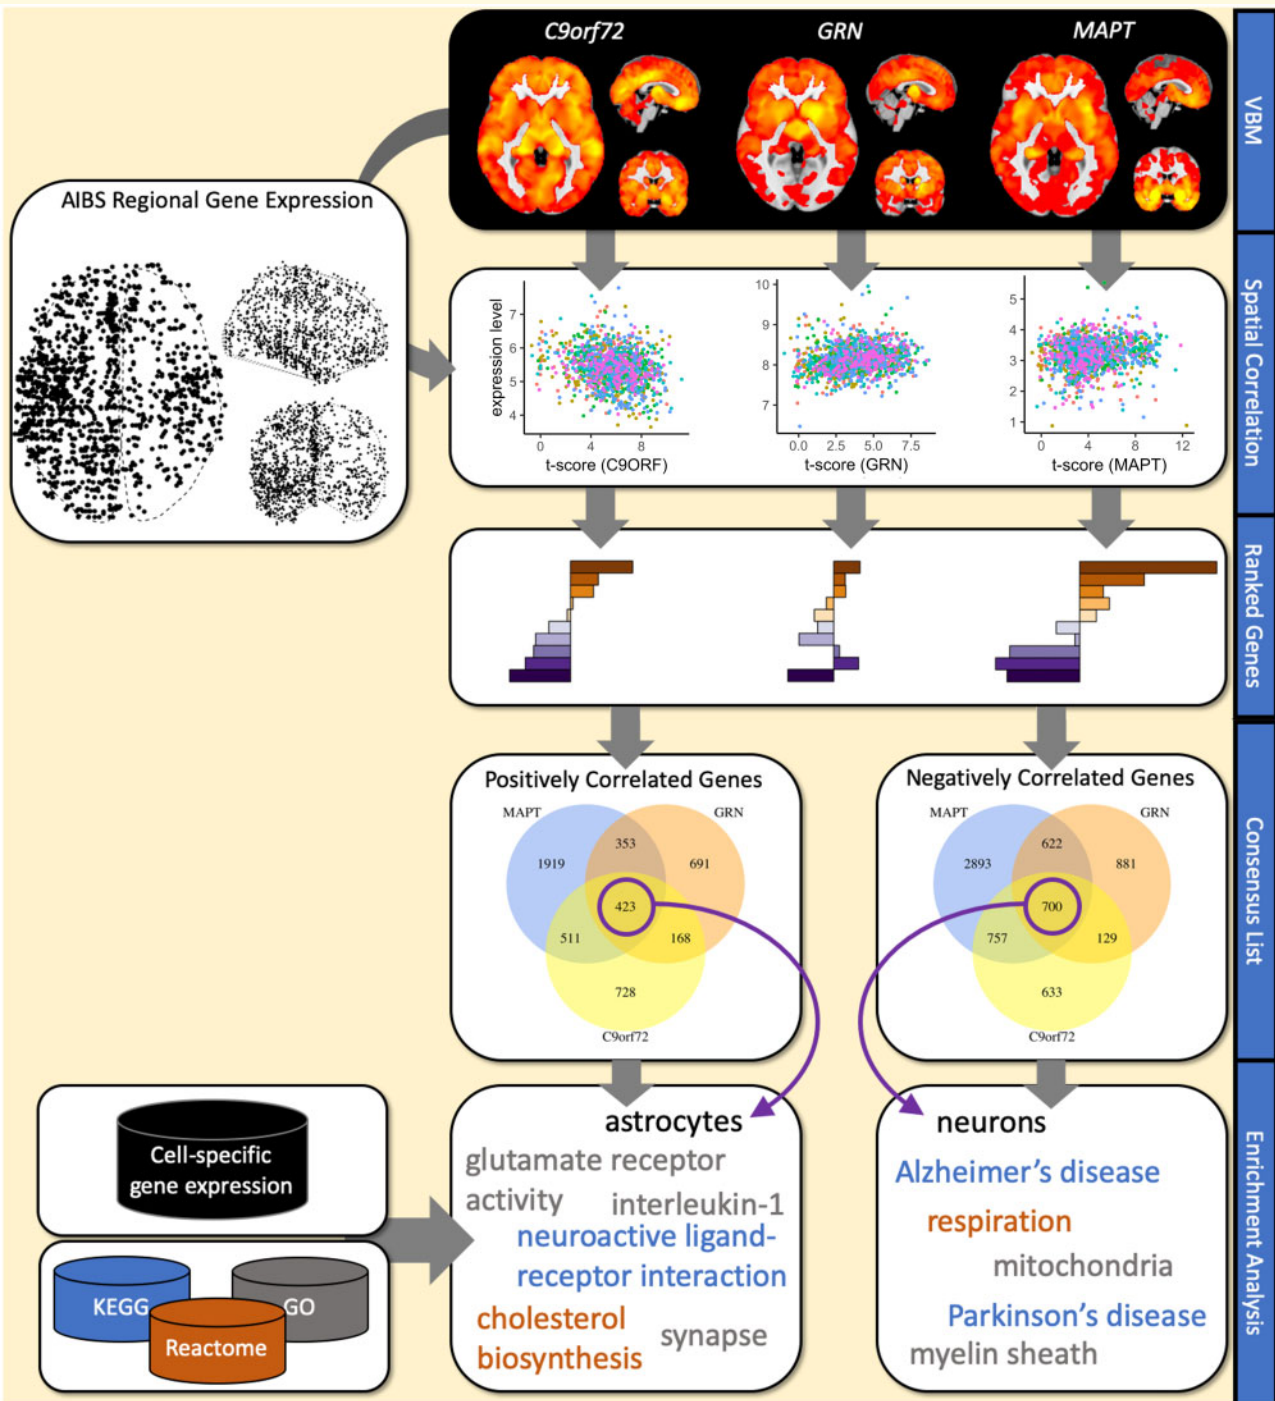 C9orf72
GRN
MAPT
VBM
AIBS Regional Gene Expression
Spatial Correlation
expression level
7
6
5
4
0
4
8
t-score (C9ORF)
10
9
8
7
0.0
2.5
5.0
7.5
t-score (GRN)
5
4
3
2
1
0
4
8
12
t-score (MAPT)
Ranked Genes
Consensus List
Positively Correlated Genes
MAPT
GRN
353
1919
691
423
511
168
728
C9orf72
Negatively Correlated Genes
MAPT
GRN
622
2893
881
700
757
129
633
C9orf72
Enrichment Analysis
Cell-specific
gene expression
KEGG
GO
Reactome
astrocytes
glutamate receptor
activity
interleukin-1
neuroactive ligand-
receptor interaction
cholesterol
biosynthesis
synapse
neurons
Alzheimer's disease
respiration
mitochondria
Parkinson's disease
myelin sheath